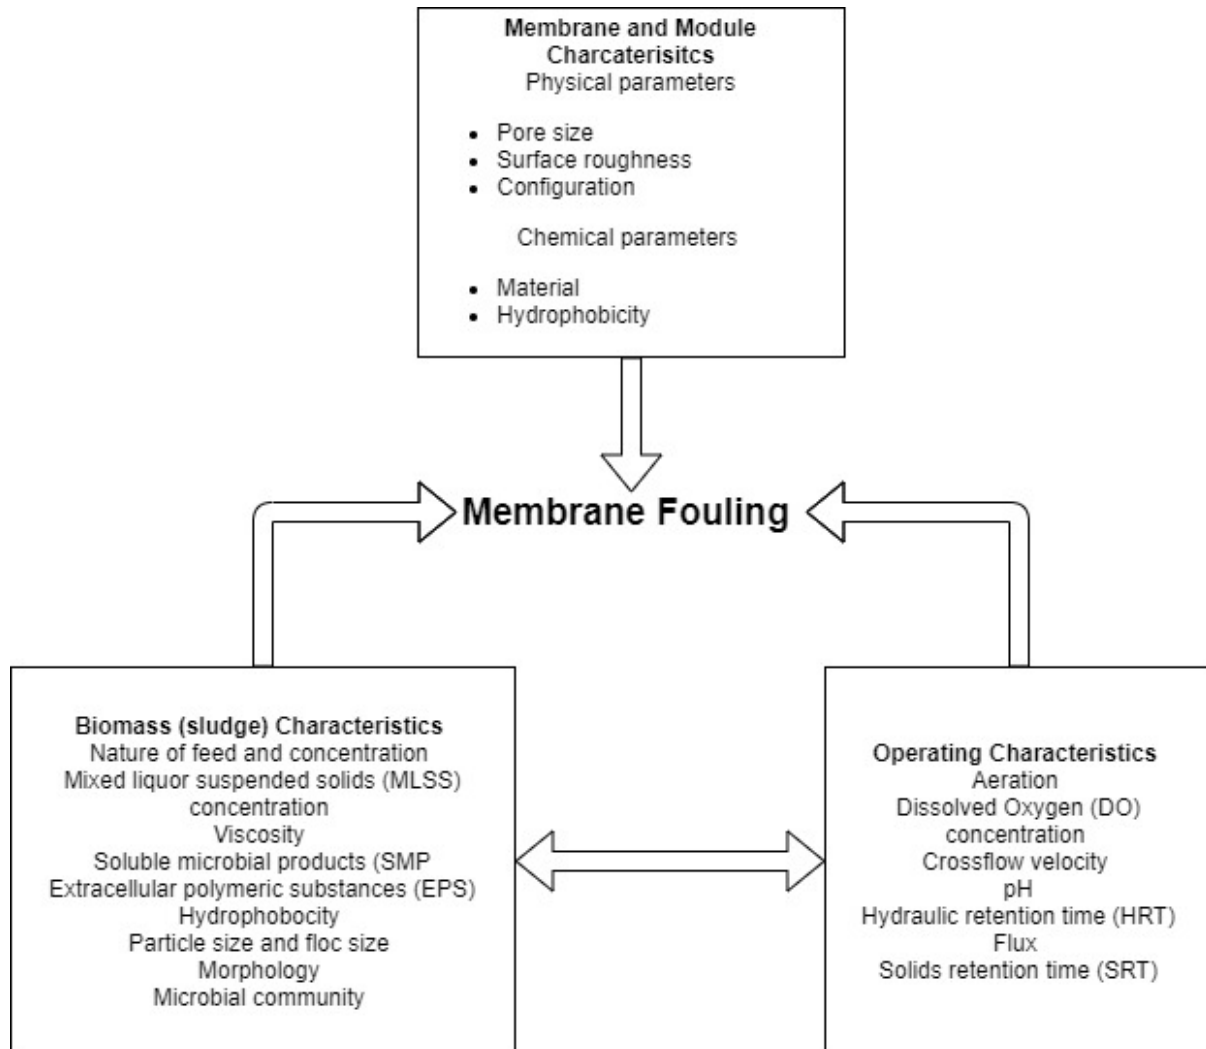 Membrane and Module
Charcaterisitcs
Physical parameters
• Pore size
• Surface roughness
• Configuration
Chemical parameters
• Material
• Hydrophobicity
Membrane Fouling
Biomass (sludge) Characteristics
Nature of feed and concentration
Mixed liquor suspended solids (MLSS)
concentration
Viscosity
Soluble microbial products (SMP
Extracellular polymeric substances (EPS)
Hydrophobocity
Particle size and floc size
Morphology
Microbial community
Operating Characteristics
Aeration
Dissolved Oxygen (DO)
concentration
Crossflow velocity
pH
Hydraulic retention time (HRT)
Flux
Solids retention time (SRT)